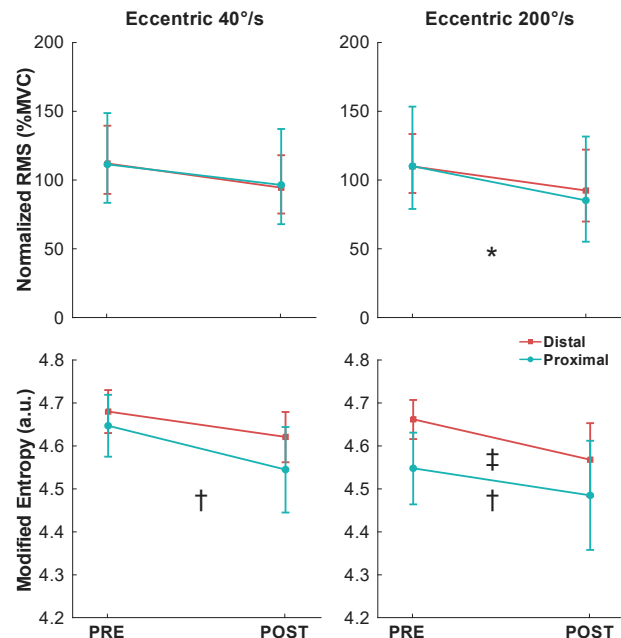 Eccentric 40°/s
Eccentric 200°/s
Normalized RMS (%MVC)
200
150
100
50
0
200
150
100
50
0
*
Modified Entropy (a.u.)
4.8
4.7
4.6
4.5
4.4
4.3
4.2
†
PRE
POST
4.8
4.7
4.6
4.5
4.4
4.3
4.2
Distal
Proximal
‡
†
PRE
POST